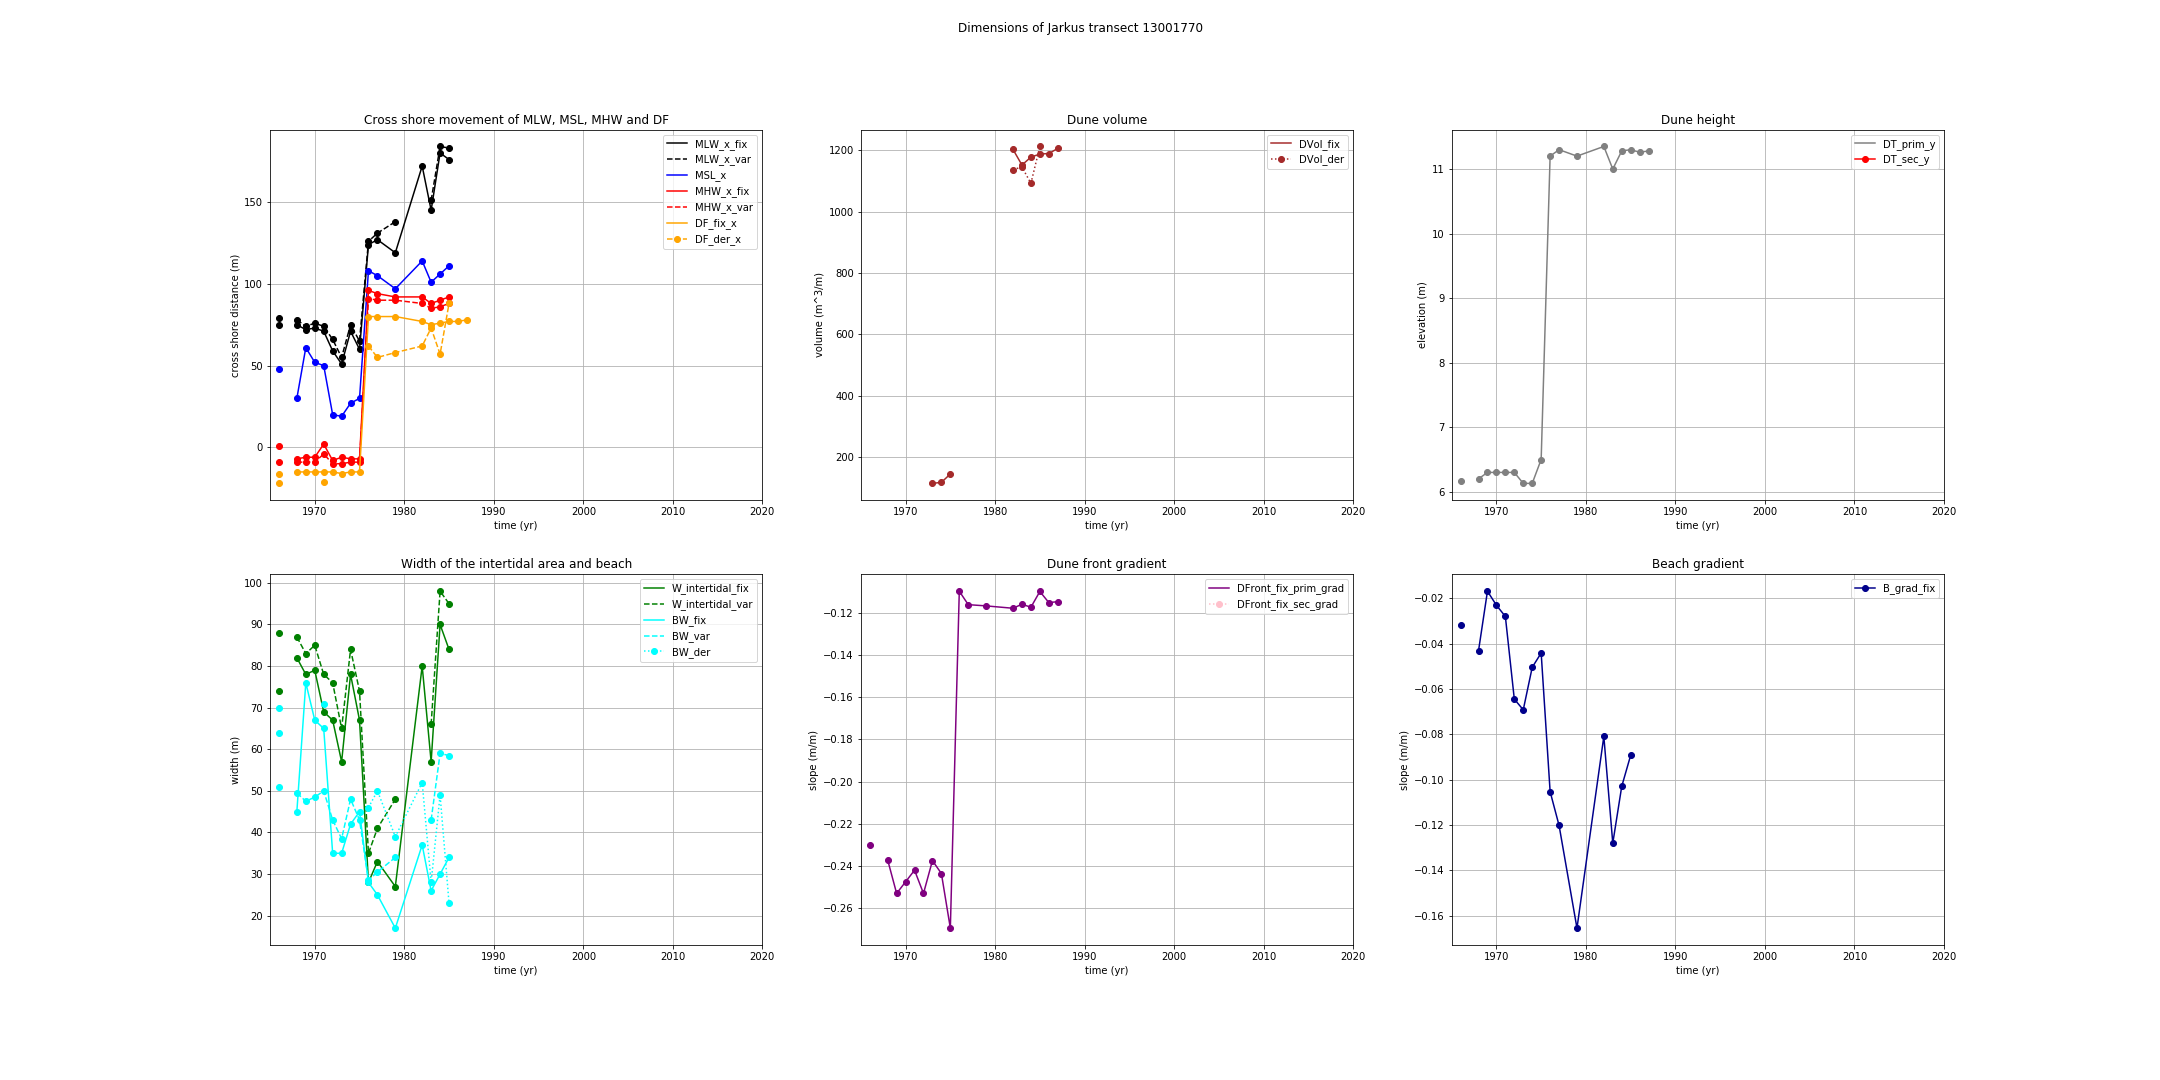 Dimensions of Jarkus transect 13001770
Cross shore movement of MLW, MSL, MHW and DF
cross shore distance (m)
150
100
50
0
1970 1980 1990 2000 2010 2020
time (yr)
MLW_x_fix
MLW_x_var
MSL_x
MHW_x_fix
MHW_x_var
DF_fix_x
DF_der_x
Dune volume
volume (m^3/m)
1200
1000
800
600
400
200
1970 1980 1990 2000 2010 2020
time (yr)
DVol_fix
DVol_der
Dune height
elevation (m)
11
10
9
8
7
6
1970 1980 1990 2000 2010 2020
time (yr)
DT_prim_y
DT_sec_y
Width of the intertidal area and beach
width (m)
100
90
80
70
60
50
40
30
20
1970 1980 1990 2000 2010 2020
time (yr)
W_intertidal_fix
W_intertidal_var
BW_fix
BW_var
BW_der
Dune front gradient
slope (m/m)
−0.12
−0.14
−0.16
−0.18
−0.20
−0.22
−0.24
−0.26
1970 1980 1990 2000 2010 2020
time (yr)
DFront_fix_prim_grad
DFront_fix_sec_grad
Beach gradient
slope (m/m)
−0.02
−0.04
−0.06
−0.08
−0.10
−0.12
−0.14
−0.16
1970 1980 1990 2000 2010 2020
time (yr)
B_grad_fix